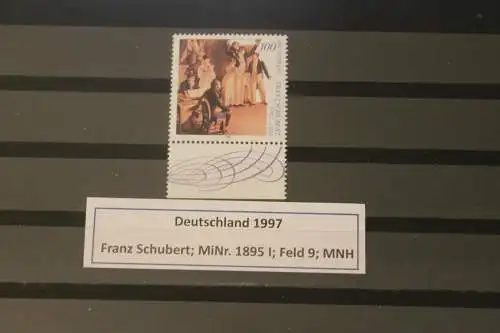 100
Deutschland 1997
Franz Schubert; MiNr. 1895 I; Feld 9; MNH